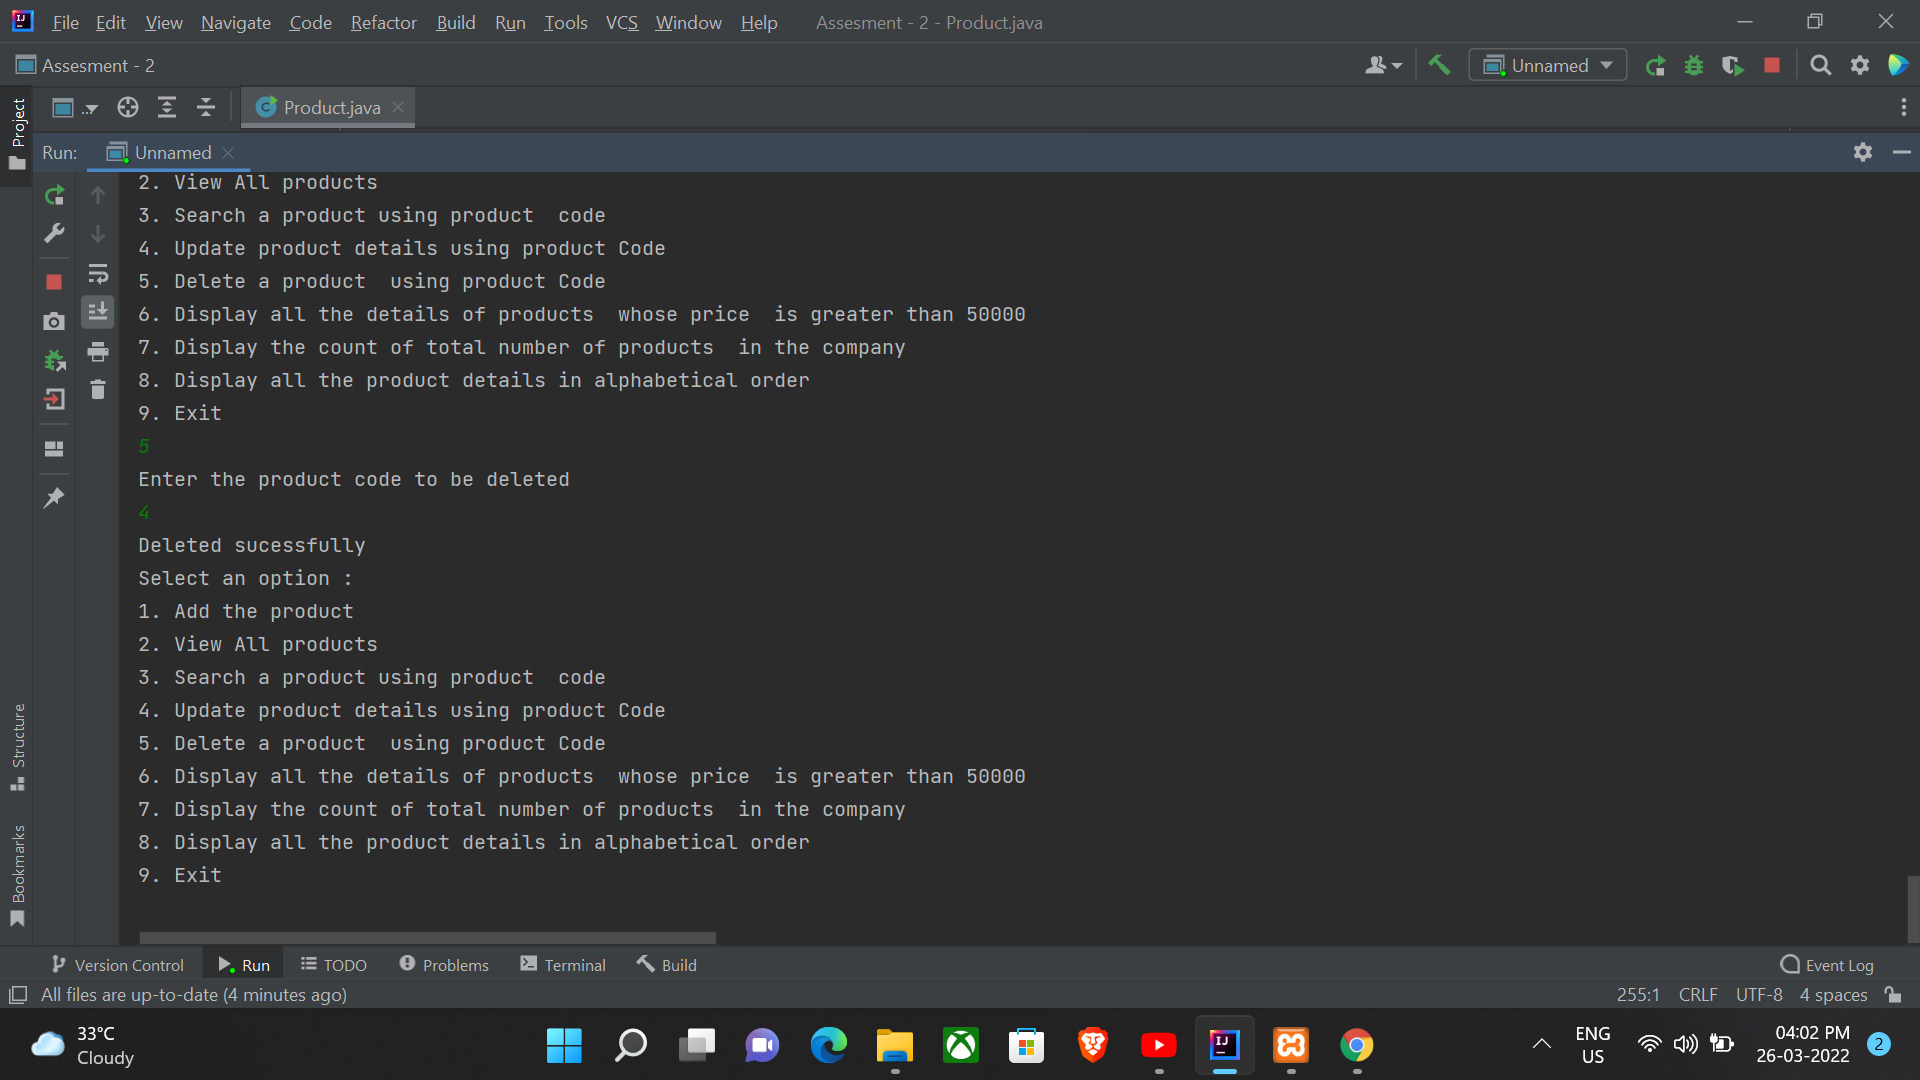 File Edit View Navigate Code Refactor Build Run Tools VCS Window Help Assesment - 2 - Product.java
Assesment - 2
Unnamed
Project
Product.java
Run: Unnamed
2. View All products
3. Search a product using product  code
4. Update product details using product Code
5. Delete a product  using product Code
6. Display all the details of products  whose price  is greater than 50000
7. Display the count of total number of products  in the company
8. Display all the product details in alphabetical order
9. Exit
5
Enter the product code to be deleted
4
Deleted sucessfully
Select an option :
1. Add the product
2. View All products
3. Search a product using product  code
4. Update product details using product Code
5. Delete a product  using product Code
6. Display all the details of products  whose price  is greater than 50000
7. Display the count of total number of products  in the company
8. Display all the product details in alphabetical order
9. Exit
Structure
Bookmarks
Version Control Run TODO Problems Terminal Build Event Log
All files are up-to-date (4 minutes ago) 255:1 CRLF UTF-8 4 spaces
33°C
Cloudy
ENG
US
04:02 PM
26-03-2022
2